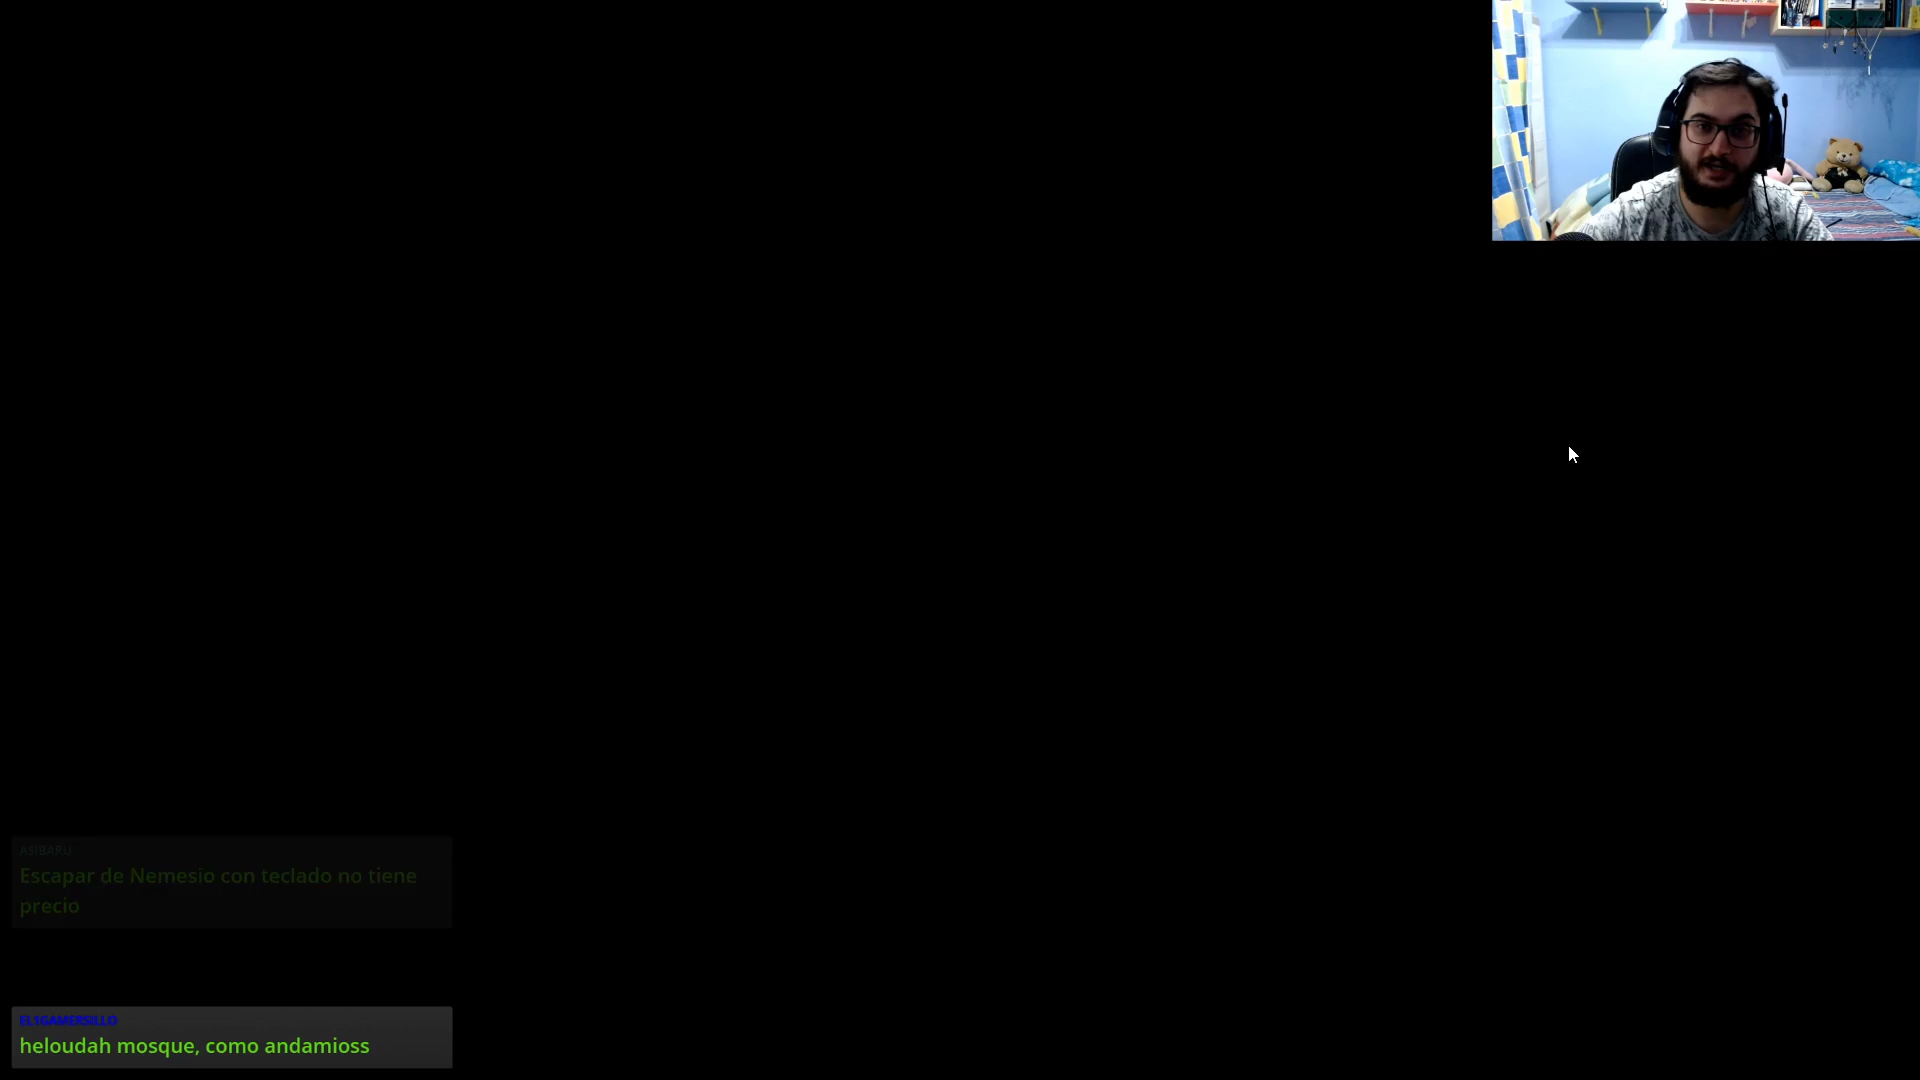 ASIBARU
Escapar de Nemesio con teclado no tiene
precio
EL1GAMERSILLO
heloudah mosque, como andamioss